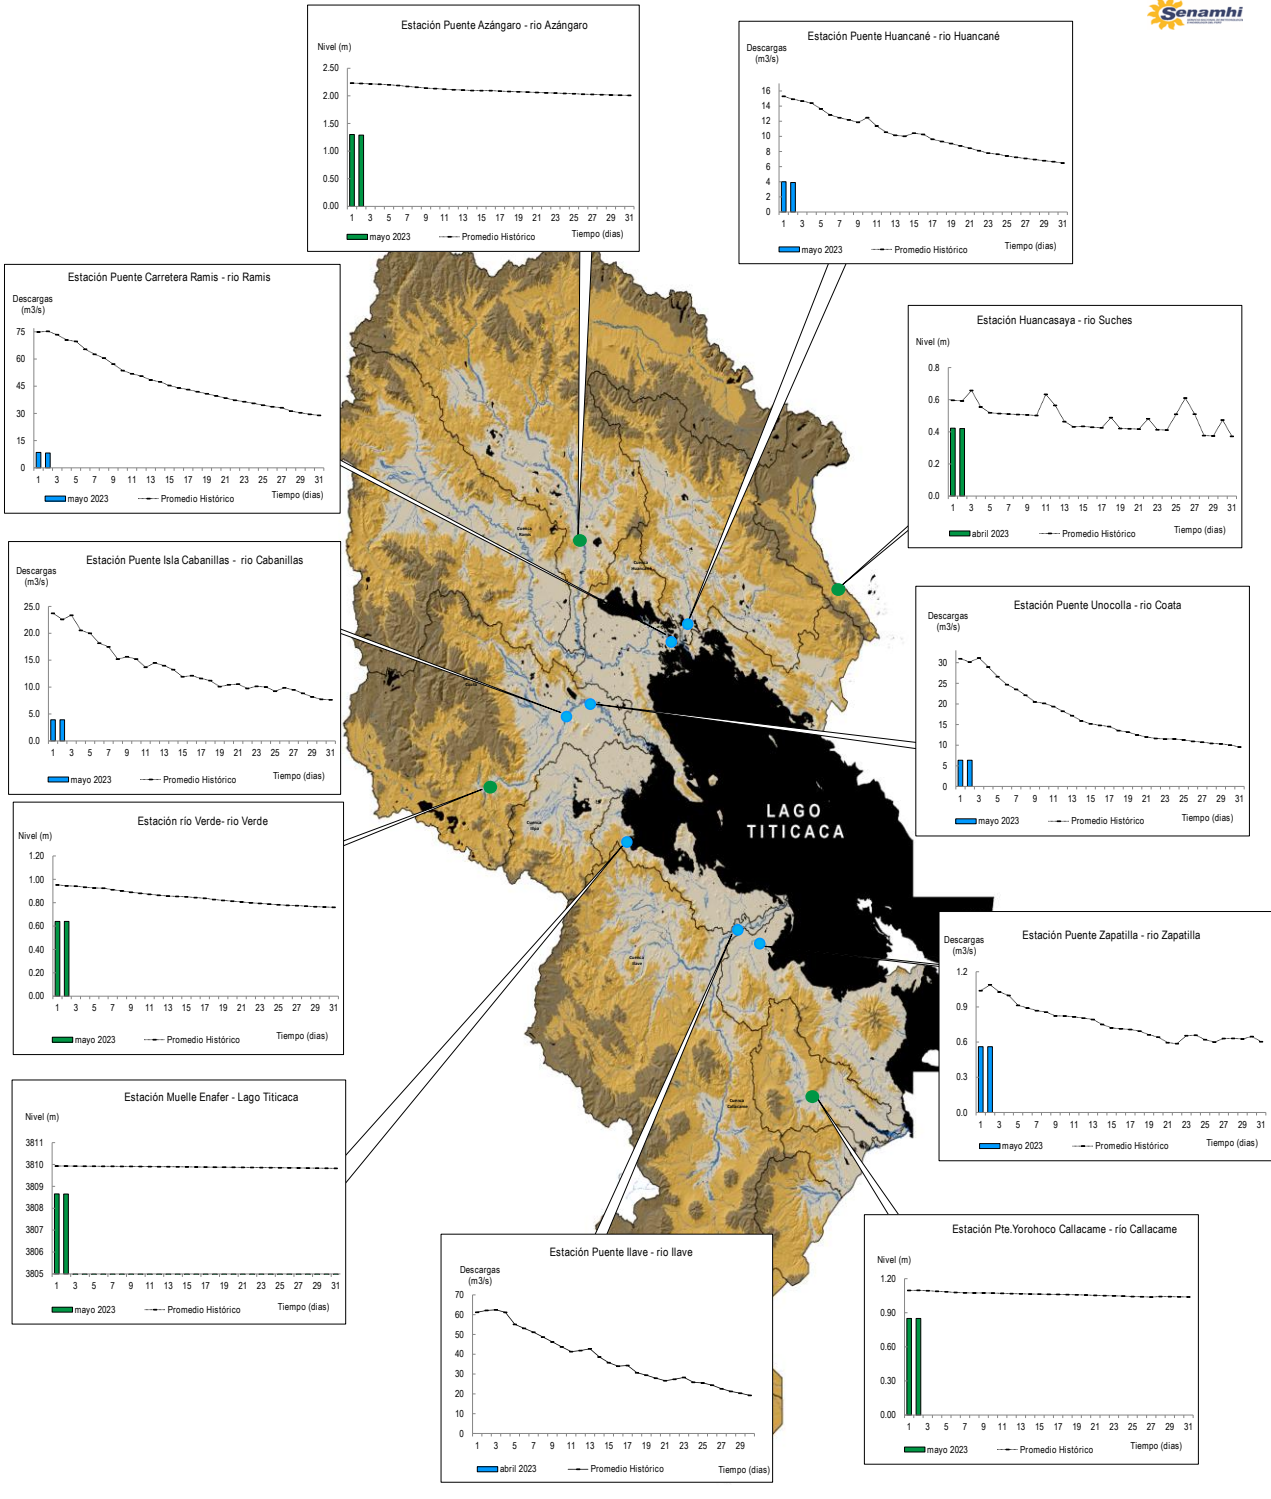 Senamhi
Estación Puente Azángaro - rio Azángaro
Nivel (m)
2.50
2.00
1.50
1.00
0.50
0.00
1 3 5 7 9 11 13 15 17 19 21 23 25 27 29 31
mayo 2023 Promedio Histórico Tiempo (dias)
Estación Puente Huancané - rio Huancané
Descargas
(m3/s)
16
14
12
10
8
6
4
2
0
1 3 5 7 9 11 13 15 17 19 21 23 25 27 29 31
mayo 2023 Promedio Histórico Tiempo (dias)
Estación Puente Carretera Ramis - rio Ramis
Descargas
(m3/s)
75
60
45
30
15
0
1 3 5 7 9 11 13 15 17 19 21 23 25 27 29 31
mayo 2023 Promedio Histórico Tiempo (dias)
Estación Huancasaya - rio Suches
Nivel (m)
0.8
0.6
0.4
0.2
0.0
1 3 5 7 9 11 13 15 17 19 21 23 25 27 29 31
abril 2023 Promedio Histórico Tiempo (dias)
Estación Puente Isla Cabanillas - rio Cabanillas
Descargas
(m3/s)
25.0
20.0
15.0
10.0
5.0
0.0
1 3 5 7 9 11 13 15 17 19 21 23 25 27 29 31
mayo 2023 Promedio Histórico Tiempo (dias)
Estación Puente Unocolla - rio Coata
Descargas
(m3/s)
30
25
20
15
10
5
0
1 3 5 7 9 11 13 15 17 19 21 23 25 27 29 31
mayo 2023 Promedio Histórico Tiempo (dias)
Estación río Verde- rio Verde
Nivel (m)
1.20
1.00
0.80
0.60
0.40
0.20
0.00
1 3 5 7 9 11 13 15 17 19 21 23 25 27 29 31
mayo 2023 Promedio Histórico Tiempo (dias)
LAGO
TITICACA
Estación Puente Zapatilla - rio Zapatilla
Descargas
(m3/s)
1.2
0.9
0.6
0.3
0.0
1 3 5 7 9 11 13 15 17 19 21 23 25 27 29 31
mayo 2023 Promedio Histórico Tiempo (dias)
Estación Muelle Enafer - Lago Titicaca
Nivel (m)
3811
3810
3809
3808
3807
3806
3805
1 3 5 7 9 11 13 15 17 19 21 23 25 27 29 31
mayo 2023 Promedio Histórico Tiempo (dias)
Estación Puente Ilave - rio Ilave
Descargas
(m3/s)
70
60
50
40
30
20
10
0
1 3 5 7 9 11 13 15 17 19 21 23 25 27 29
abril 2023 Promedio Histórico Tiempo (dias)
Estación Pte.Yorohoco Callacame - río Callacame
Nivel (m)
1.20
0.90
0.60
0.30
0.00
1 3 5 7 9 11 13 15 17 19 21 23 25 27 29 31
mayo 2023 Promedio Histórico Tiempo (dias)